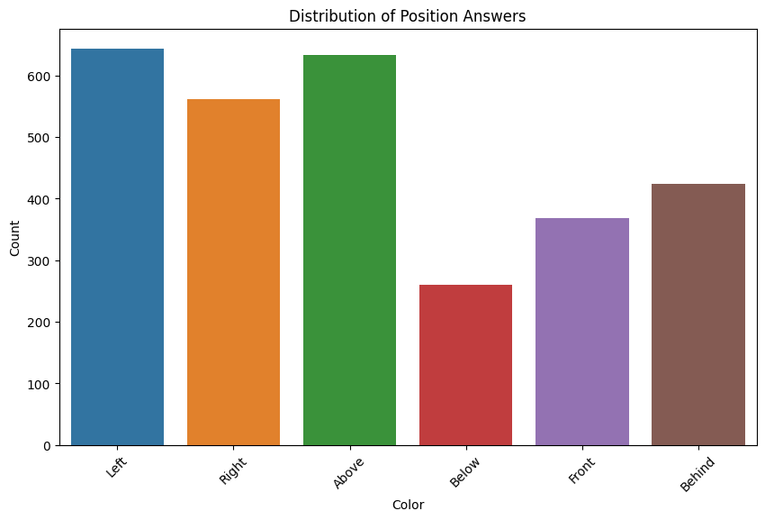 Distribution of Position Answers
Count
600
500
400
300
200
100
0
Left
Right
Above
Below
Front
Behind
Color